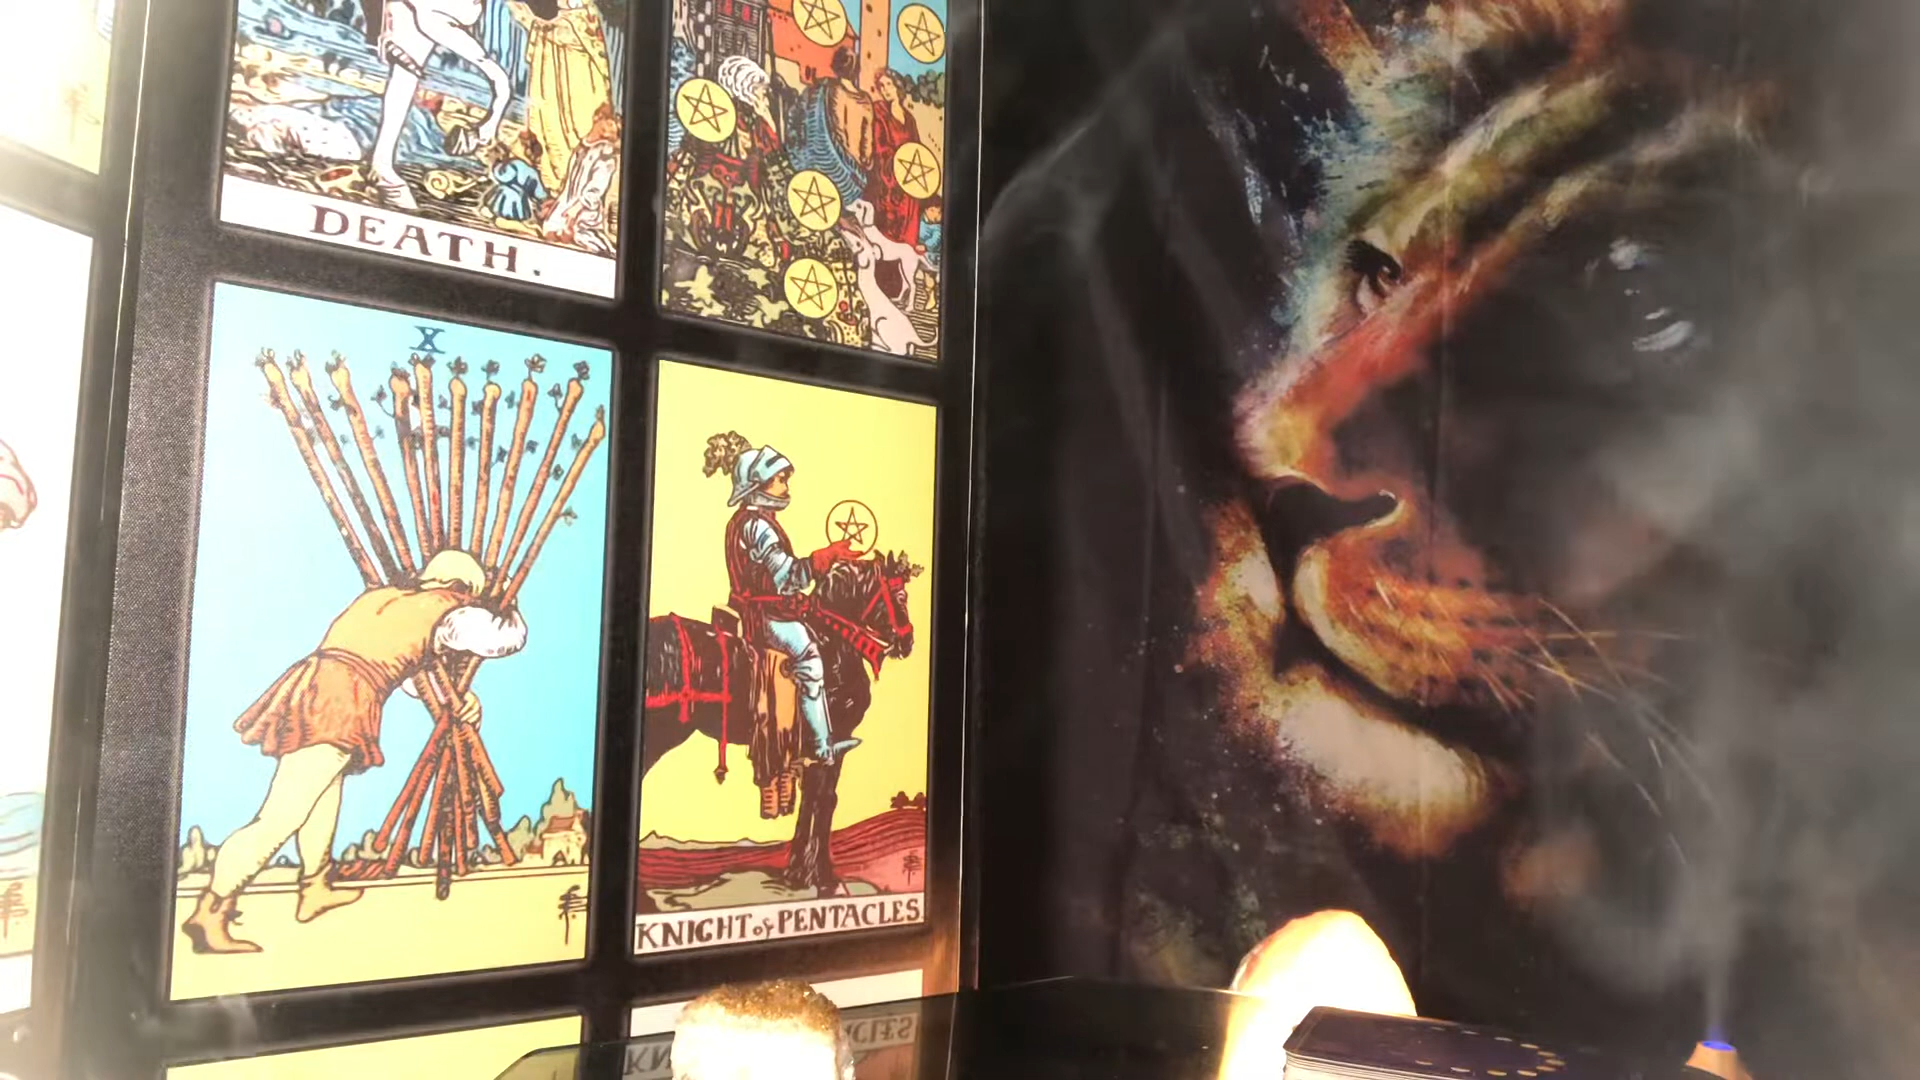 DEATH.
X
KNIGHT of PENTACLES.